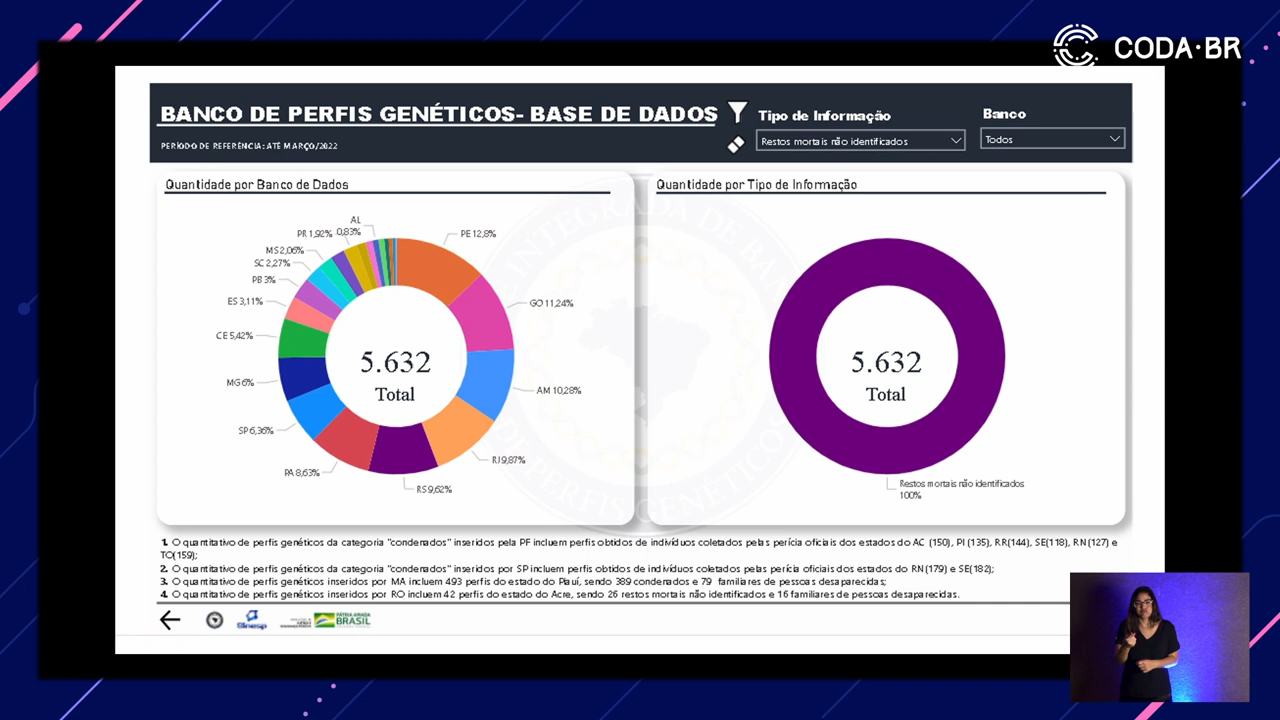 CODA·BR
BANCO DE PERFIS GENÉTICOS- BASE DE DADOS
PERÍODO DE REFERÊNCIA: ATÉ MARÇO/2022
Tipo de Informação
Restos mortais não identificados
Banco
Todos
Quantidade por Banco de Dados
AL
0,83%
PR 1,92%
MS 2,06%
SC 2,27%
PB 3%
ES 3,11%
CE 5,42%
MG 6%
SP 6,36%
PA 8,63%
RS 9,62%
RJ 9,87%
AM 10,28%
GO 11,24%
PE 12,8%
5.632
Total
Quantidade por Tipo de Informação
5.632
Total
Restos mortais não identificados
100%
1. O quantitativo de perfis genéticos da categoria "condenados" inseridos pela PF incluem perfis obtidos de indivíduos coletados pelas perícia oficiais dos estados do AC (150), PI (135), RR(144), SE(118), RN (127) e
TO(159);
2. O quantitativo de perfis genéticos da categoria "condenados" inseridos por SP incluem perfis obtidos de indivíduos coletados pelas perícia oficiais dos estados do RN(179) e SE(182);
3. O quantitativo de perfis genéticos inseridos por MA incluem 493 perfis do estado do Piauí, sendo 389 condenados e 79 familiares de pessoas desaparecidas;
4. O quantitativo de perfis genéticos inseridos por RO incluem 42 perfis do estado do Acre, sendo 26 restos mortais não identificados e 16 familiares de pessoas desaparecidas.
Sinesp
PÁTRIA AMADA
BRASIL